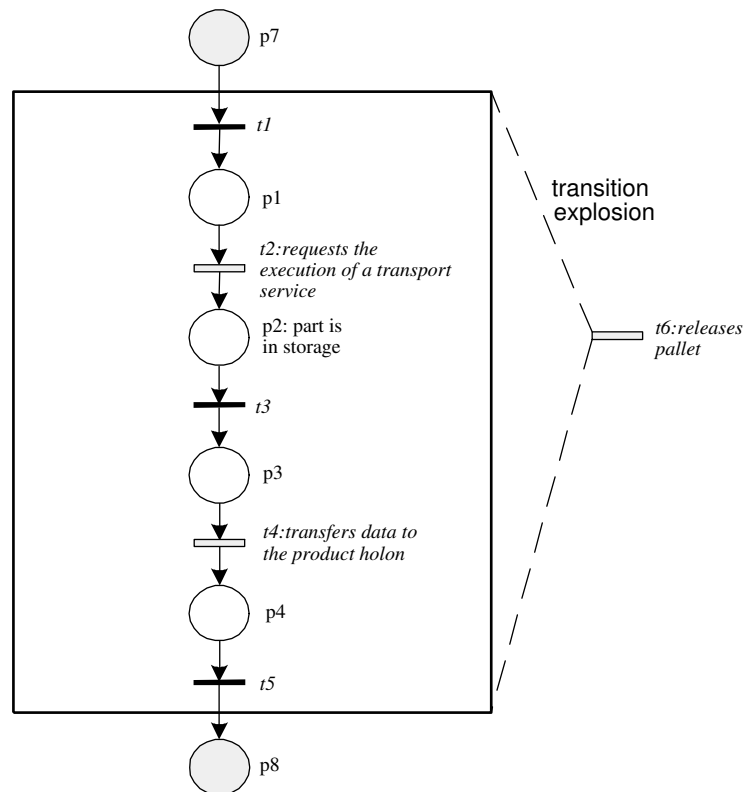 p7
t1
p1
t2:requests the
execution of a transport
service
p2: part is
in storage
t3
p3
t4:transfers data to
the product holon
p4
t5
p8
transition
explosion
t6:releases
pallet